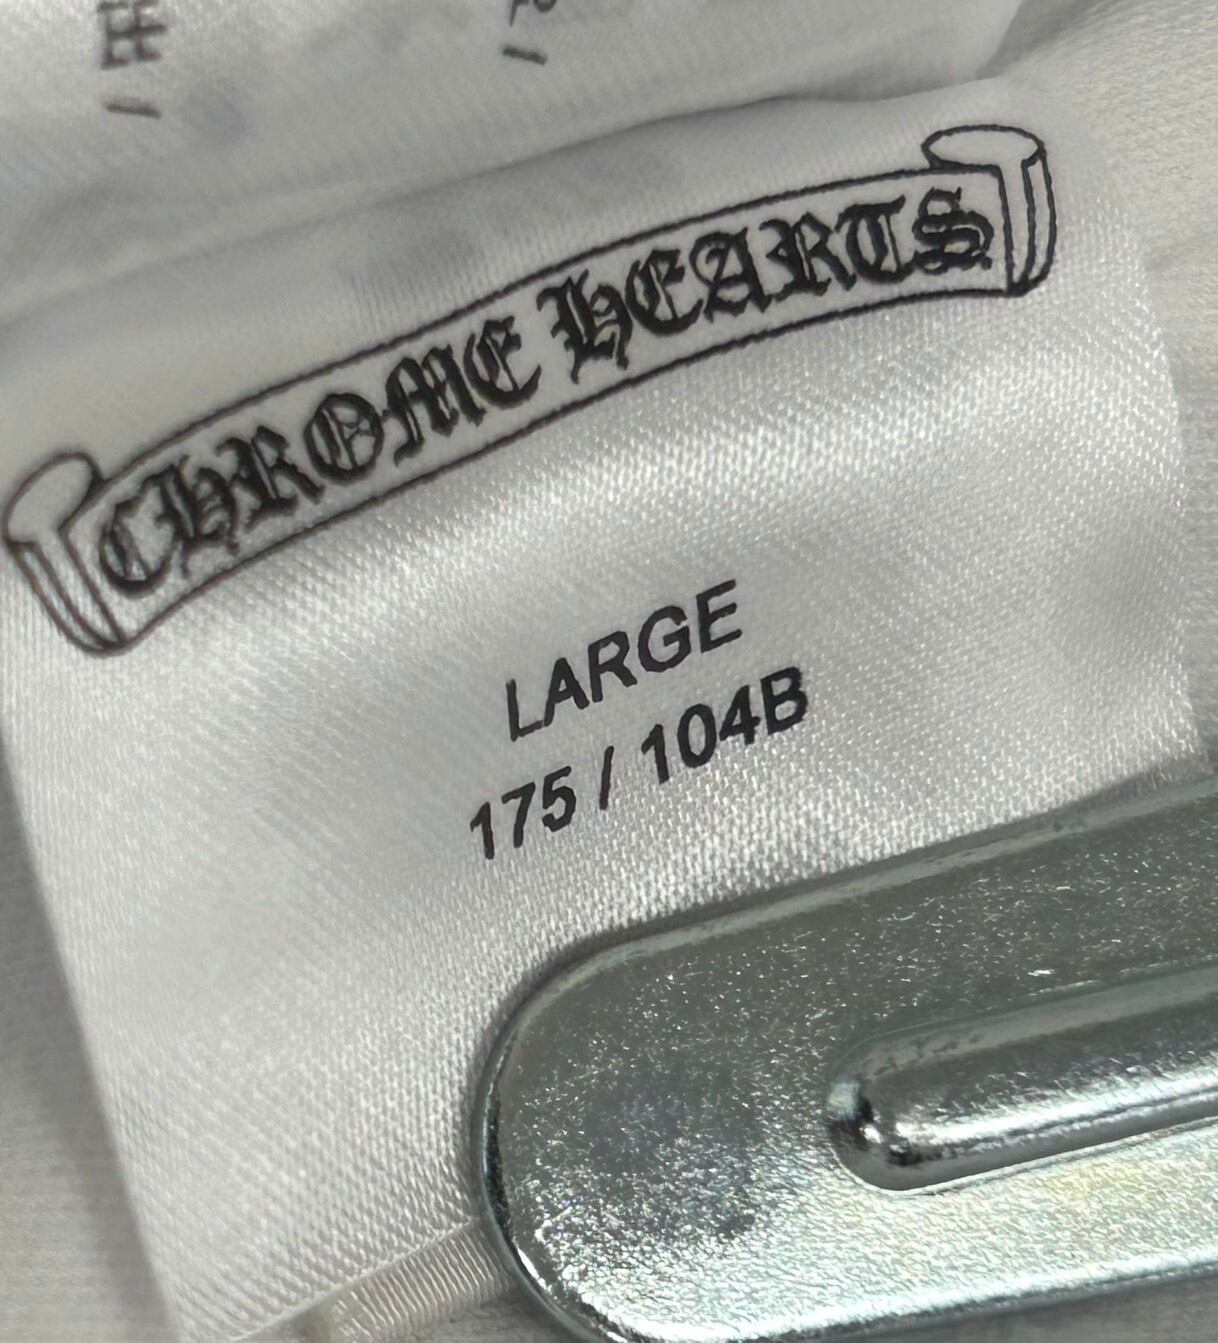 CHROME HEARTS
LARGE
175 / 104B